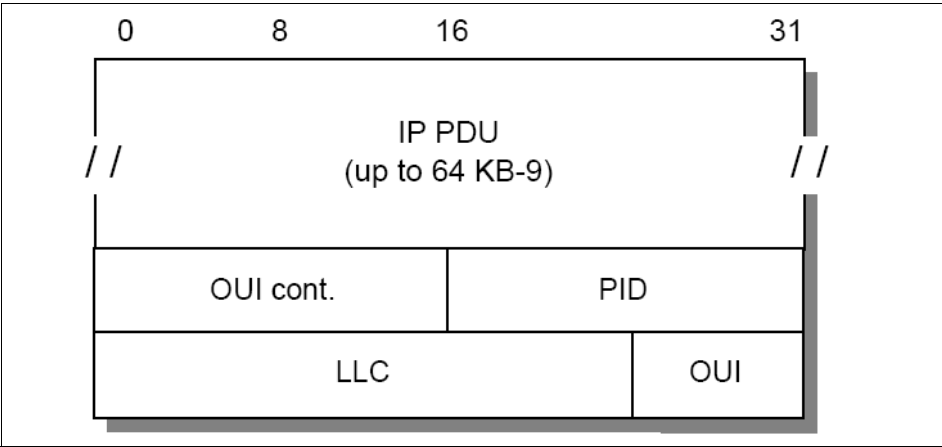 0 8 16 31
IP PDU
(up to 64 KB-9)
/ / / /
OUI cont. PID
LLC OUI